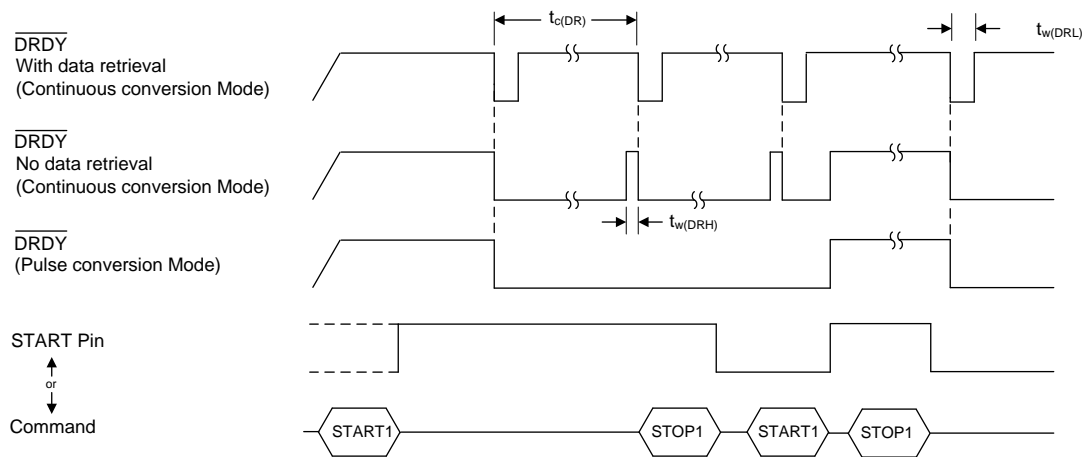 t_c(DR)
t_w(DRL)
DRDY
With data retrieval
(Continuous conversion Mode)
DRDY
No data retrieval
(Continuous conversion Mode)
t_w(DRH)
DRDY
(Pulse conversion Mode)
START Pin
or
Command
START1
STOP1
START1
STOP1